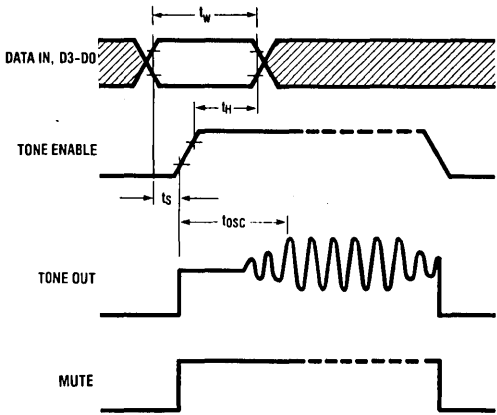 tW
DATA IN, D3-D0
tH
TONE ENABLE
tS
tOSC
TONE OUT
MUTE